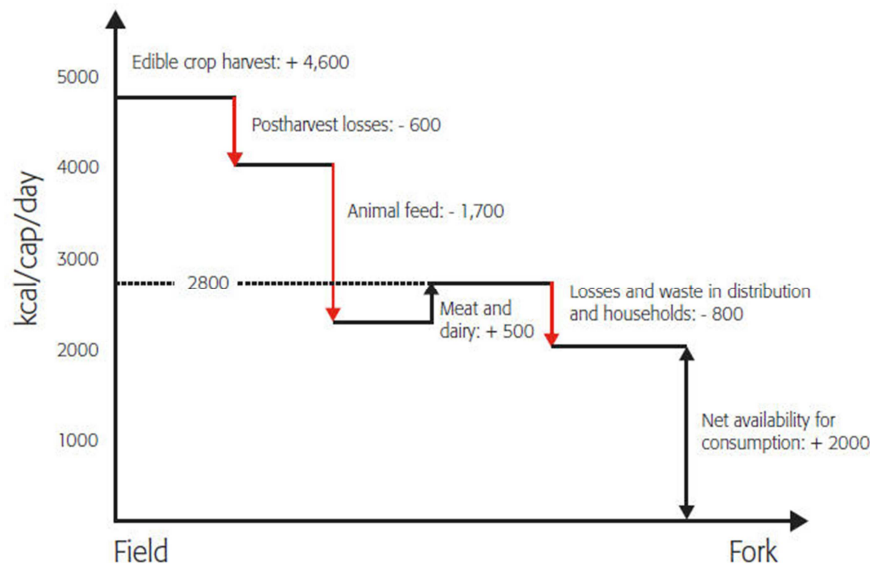 Edible crop harvest: + 4,600
5000
Postharvest losses: - 600
4000
Animal feed: - 1,700
3000
2800
Losses and waste in distribution
and households: - 800
Meat and
dairy: + 500
2000
Net availability for
consumption: + 2000
1000
kcal/cap/day
Field
Fork